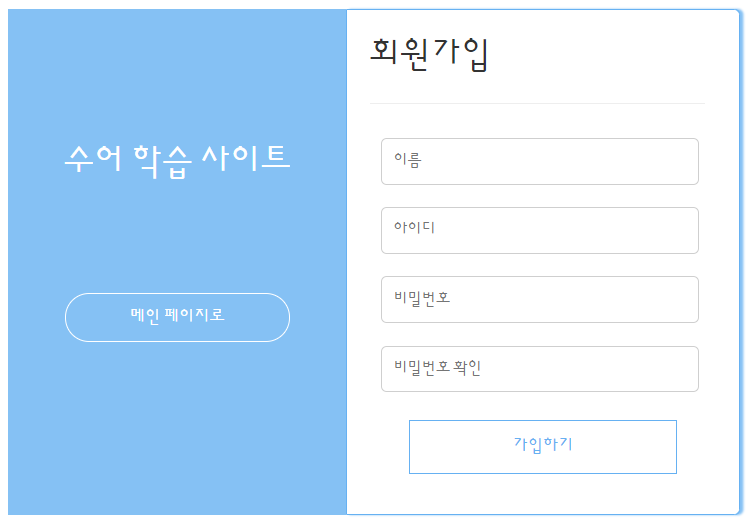 수어 학습 사이트
메인 페이지로
회원가입
이름
아이디
비밀번호
비밀번호 확인
가입하기